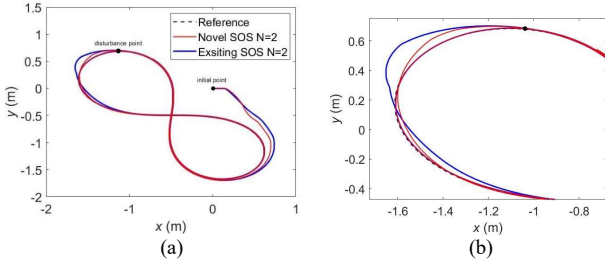 1
0.5
0
-0.5
-1
-1.5
-2
y (m)
disturbance point
initial point
Reference
Novel SOS N=2
Exsiting SOS N=2
-2
-1
0
1
x (m)
(a)
0.6
0.4
0.2
0
-0.2
-0.4
y (m)
-1.6
-1.4
-1.2
-1
-0.8
x (m)
(b)